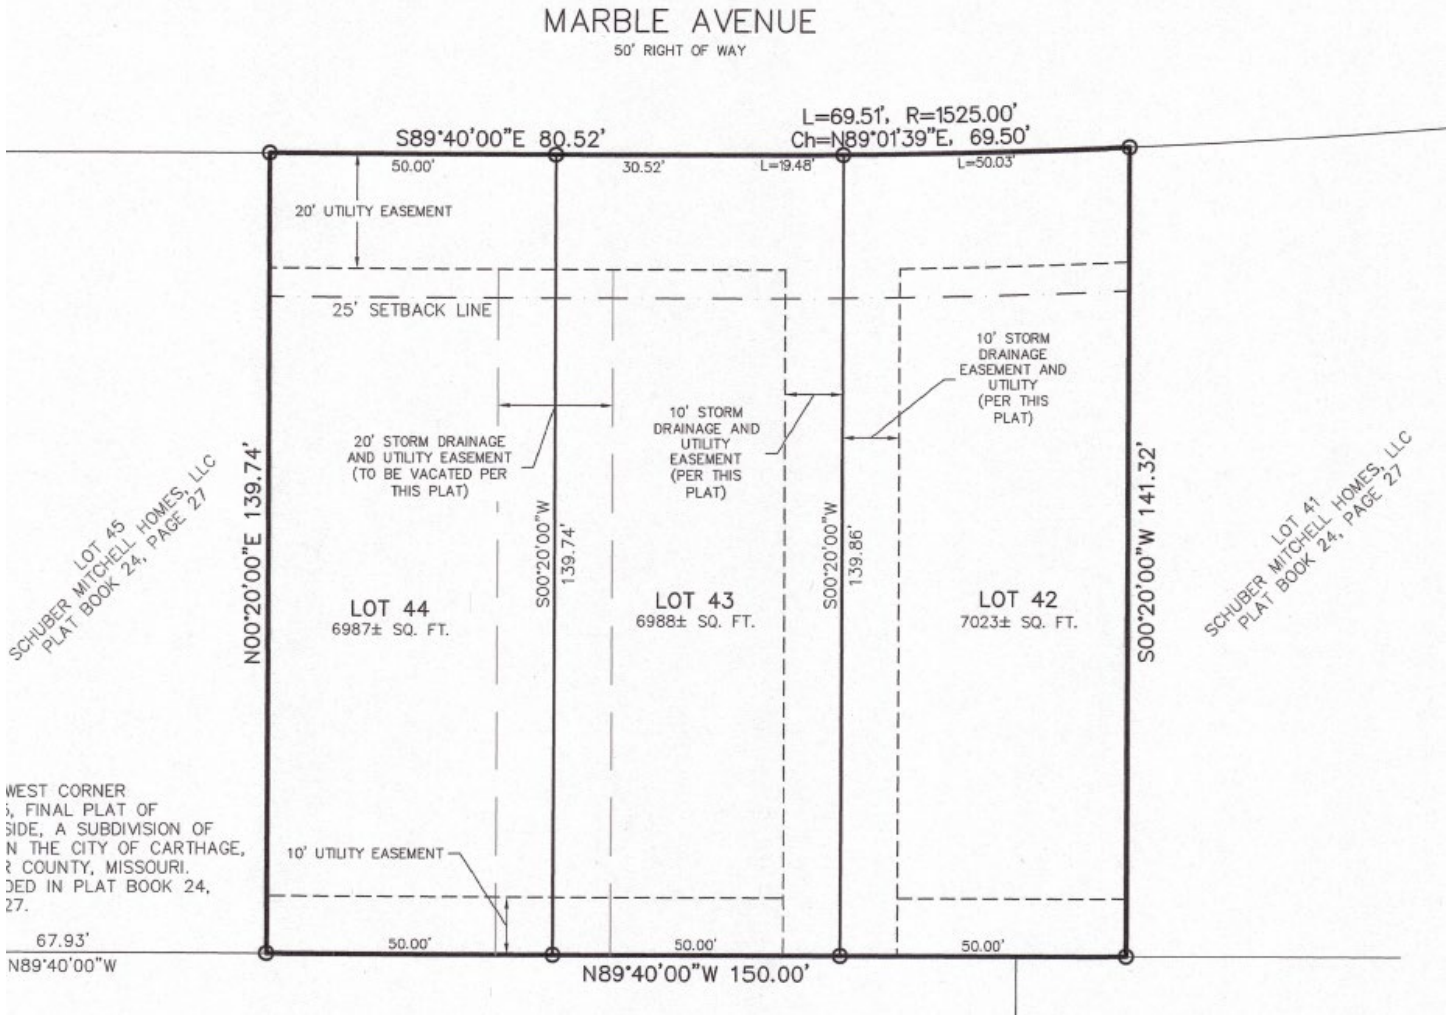 MARBLE AVENUE
50' RIGHT OF WAY
L=69.51', R=1525.00'
S89°40'00"E 80.52'
Ch=N89°01'39"E, 69.50'
50.00'
30.52'
L=19.48'
L=50.03'
20' UTILITY EASEMENT
25' SETBACK LINE
10' STORM
DRAINAGE
EASEMENT AND
UTILITY
(PER THIS
PLAT)
10' STORM
DRAINAGE AND
UTILITY
EASEMENT
(PER THIS
PLAT)
20' STORM DRAINAGE
AND UTILITY EASEMENT
(TO BE VACATED PER
THIS PLAT)
LOT 45
SCHUBER MITCHELL HOMES, LLC
PLAT BOOK 24, PAGE 27
N00°20'00"E 139.74'
S00°20'00"W
139.74'
S00°20'00"W
139.86'
S00°20'00"W 141.32'
LOT 41
SCHUBER MITCHELL HOMES, LLC
PLAT BOOK 24, PAGE 27
LOT 44
6987± SQ. FT.
LOT 43
6988± SQ. FT.
LOT 42
7023± SQ. FT.
WEST CORNER
5, FINAL PLAT OF
SIDE, A SUBDIVISION OF
N THE CITY OF CARTHAGE,
R COUNTY, MISSOURI.
DED IN PLAT BOOK 24,
27.
10' UTILITY EASEMENT
67.93'
N89°40'00"W
50.00'
50.00'
50.00'
N89°40'00"W 150.00'